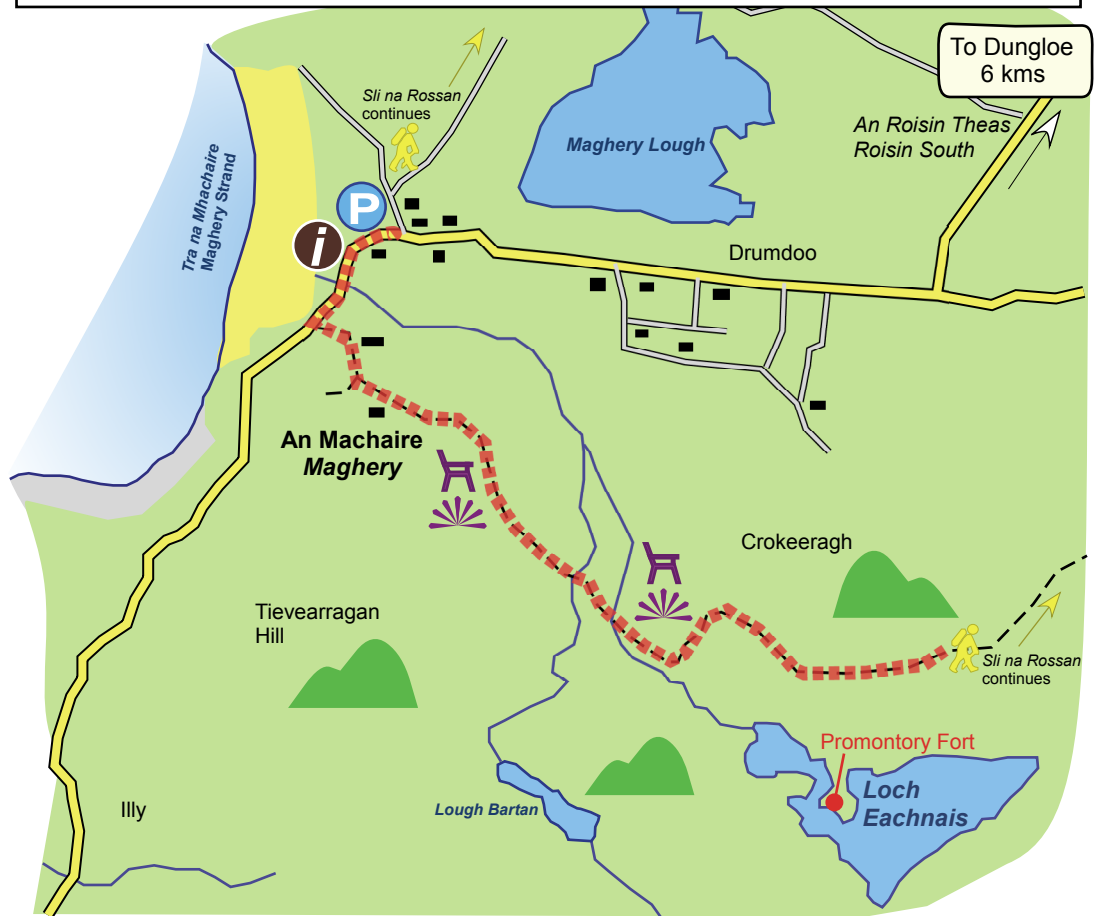 To Dungloe
6 kms
Sli na Rossan
continues
An Roisin Theas
Roisin South
Maghery Lough
Tra na Mhachaire
Maghery Strand
P
i
Drumdoo
An Machaire
Maghery
Crokeeragh
Tievearragan
Hill
Sli na Rossan
continues
Promontory Fort
Loch
Eachnais
Lough Bartan
Illy